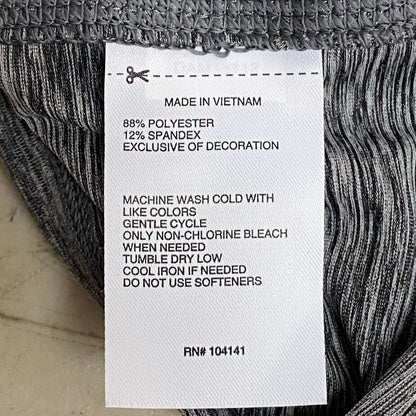 MADE IN VIETNAM
88% POLYESTER
12% SPANDEX
EXCLUSIVE OF DECORATION
MACHINE WASH COLD WITH
LIKE COLORS
GENTLE CYCLE
ONLY NON-CHLORINE BLEACH
WHEN NEEDED
TUMBLE DRY LOW
COOL IRON IF NEEDED
DO NOT USE SOFTENERS
RN# 104141